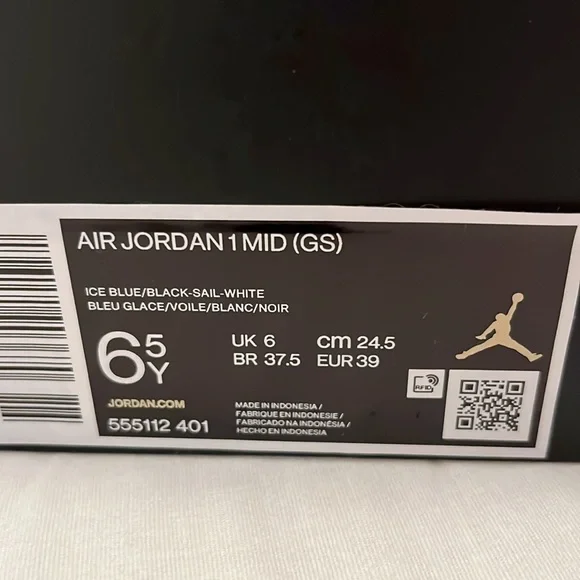 AIR JORDAN 1 MID (GS)
ICE BLUE/BLACK-SAIL-WHITE
BLEU GLACE/VOILE/BLANC/NOIR
6.5Y
UK 6 cm 24.5
BR 37.5 EUR 39
RFID
JORDAN.COM
555112 401
MADE IN INDONESIA /
FABRIQUE EN INDONESIE /
FABRICADO NA INDONÉSIA /
HECHO EN INDONESIA